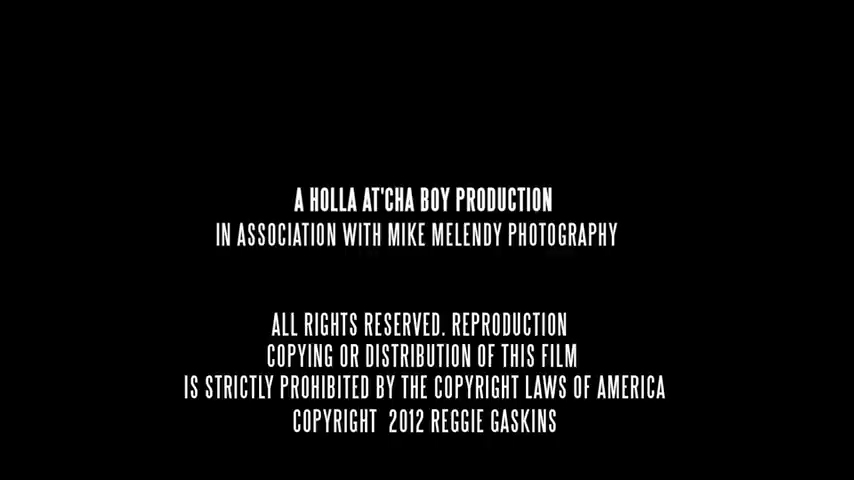 A HOLLA AT'CHA BOY PRODUCTION
IN ASSOCIATION WITH MIKE MELENDY PHOTOGRAPHY
ALL RIGHTS RESERVED. REPRODUCTION
COPYING OR DISTRIBUTION OF THIS FILM
IS STRICTLY PROHIBITED BY THE COPYRIGHT LAWS OF AMERICA
COPYRIGHT 2012 REGGIE GASKINS